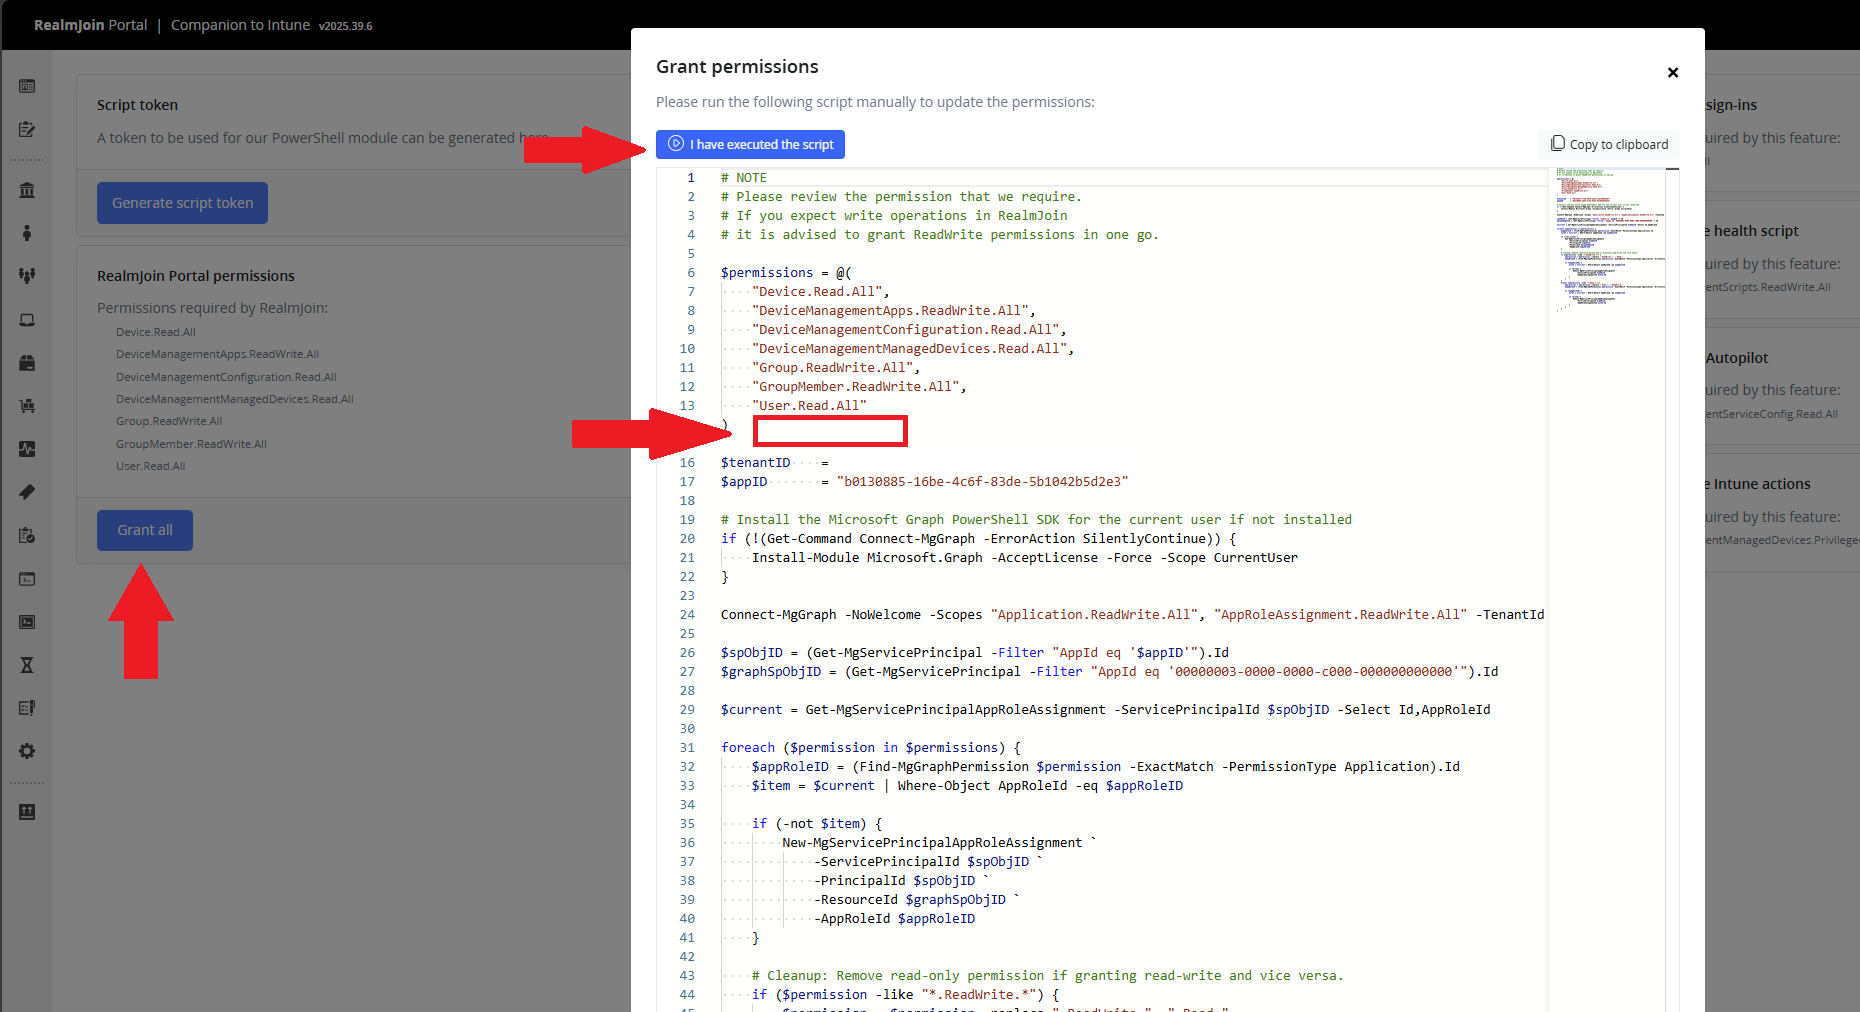 RealmJoin Portal | Companion to Intune v2025.39.6
Script token
A token to be used for our PowerShell module can be generated here
Generate script token
RealmJoin Portal permissions
Permissions required by RealmJoin:
Device.Read.All
DeviceManagementApps.ReadWrite.All
DeviceManagementConfiguration.Read.All
DeviceManagementManagedDevices.Read.All
Group.ReadWrite.All
GroupMember.ReadWrite.All
User.Read.All
Grant all
Grant permissions
Please run the following script manually to update the permissions:
I have executed the script
Copy to clipboard
1 # NOTE
2 # Please review the permission that we require.
3 # If you expect write operations in RealmJoin
4 # it is advised to grant ReadWrite permissions in one go.
5
6 $permissions = @(
7 "Device.Read.All",
8 "DeviceManagementApps.ReadWrite.All",
9 "DeviceManagementConfiguration.Read.All",
10 "DeviceManagementManagedDevices.Read.All",
11 "Group.ReadWrite.All",
12 "GroupMember.ReadWrite.All",
13 "User.Read.All"
)
16 $tenantID =
17 $appID = "b0130885-16be-4c6f-83de-5b1042b5d2e3"
18
19 # Install the Microsoft Graph PowerShell SDK for the current user if not installed
20 if (!(Get-Command Connect-MgGraph -ErrorAction SilentlyContinue)) {
21 Install-Module Microsoft.Graph -AcceptLicense -Force -Scope CurrentUser
22 }
23
24 Connect-MgGraph -NoWelcome -Scopes "Application.ReadWrite.All", "AppRoleAssignment.ReadWrite.All" -TenantId
25
26 $spObjID = (Get-MgServicePrincipal -Filter "AppId eq '$appID'").Id
27 $graphSpObjID = (Get-MgServicePrincipal -Filter "AppId eq '00000003-0000-0000-c000-000000000000'").Id
28
29 $current = Get-MgServicePrincipalAppRoleAssignment -ServicePrincipalId $spObjID -Select Id,AppRoleId
30
31 foreach ($permission in $permissions) {
32 $appRoleID = (Find-MgGraphPermission $permission -ExactMatch -PermissionType Application).Id
33 $item = $current | Where-Object AppRoleId -eq $appRoleID
34
35 if (-not $item) {
36 New-MgServicePrincipalAppRoleAssignment `
37 -ServicePrincipalId $spObjID `
38 -PrincipalId $spObjID `
39 -ResourceId $graphSpObjID `
40 -AppRoleId $appRoleID
41 }
42
43 # Cleanup: Remove read-only permission if granting read-write and vice versa.
44 if ($permission -like "*.ReadWrite.*") {
sign-ins
uired by this feature:
e health script
uired by this feature:
entScripts.ReadWrite.All
Autopilot
uired by this feature:
entServiceConfig.Read.All
e Intune actions
uired by this feature:
entManagedDevices.Privilege